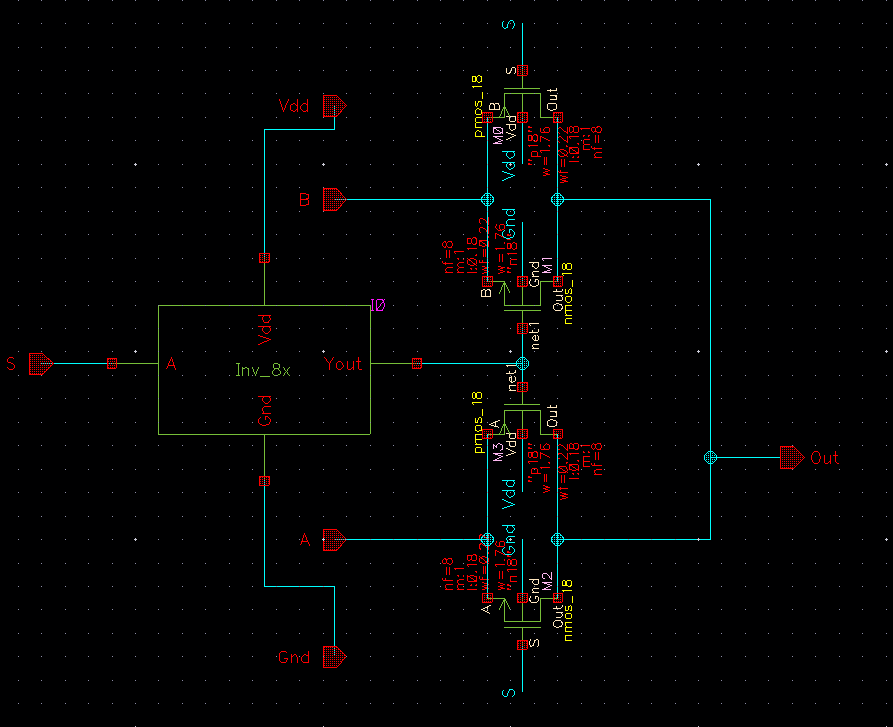 S
S
pmos_18
B
M0
Vdd
Out
Vdd
"p18"
w=1.76
wf=0.22
l:0.18
m:1
nf=8
Vdd
B
Gnd
nf=8
m:1
l:0.18
wf=0.22
w=1.76
"n18"
B
Gnd
M1
Out
nmos_18
net1
I0
Vdd
S
A
Inv_8x
Yout
Gnd
net1
pmos_18
A
M3
Vdd
Out
Vdd
"p18"
w=1.76
wf=0.22
l:0.18
m:1
nf=8
Out
A
Gnd
nf=8
m:1
l:0.18
w=1.76
"n18"
A
Gnd
M2
Out
nmos_18
S
Gnd
S